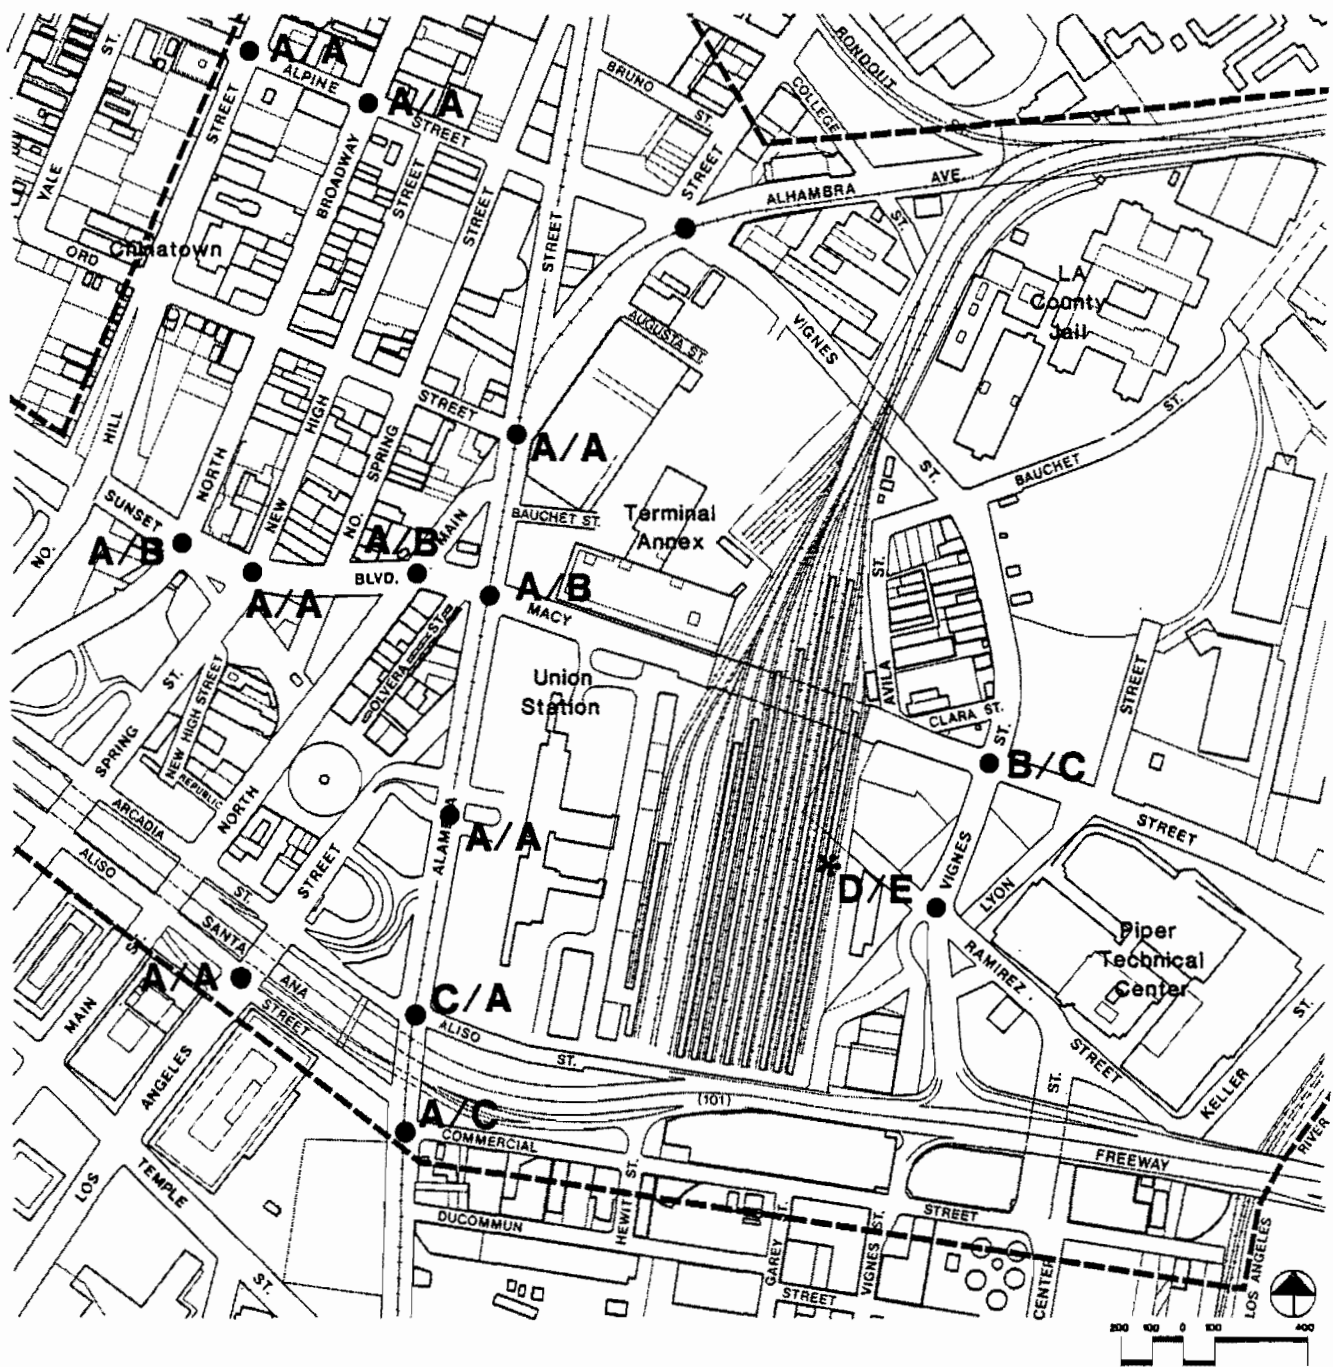 ST.
A/A
ALPINE
A/A
STREET
STREET
YALE
BROADWAY
STREET
STREET
STREET
BRUNO
ST.
STREET
COLLEGE
RONDOUT
ALHAMBRA
AVE.
ST.
ORD
Chinatown
LA
County
Jail
AUGUSTA ST.
VIGNES
ST.
BAUCHET
ST.
HILL
STREET
HIGH
SPRING
NORTH
NEW
NO.
MAIN
A/A
BAUCHET ST.
Terminal
Annex
SUNSET
NO.
A/B
A/A
A/B
BLVD.
A/B
MACY
OLVERA ST.
Union
Station
ST.
AVILA
CLARA ST.
ST.
STREET
B/C
STREET
ST.
NEW HIGH STREET
SPRING
REPUBLIC
NORTH
ARCADIA
ALISO
ST.
STREET
ALAMEDA
A/A
D/E
VIGNES
LYON
Piper
Technical
Center
RAMIREZ
STREET
KELLER
ST.
SANTA
ANA
STREET
A/A
C/A
ALISO
ST.
(101)
FREEWAY
ST.
MAIN
LOS
ANGELES
TEMPLE
ST.
A/C
COMMERCIAL
STREET
DUCOMMUN
STREET
HEWIT
ST.
GAREY
ST.
VIGNES
ST.
CENTER
LOS ANGELES
RIVER
200 100 0 100 400